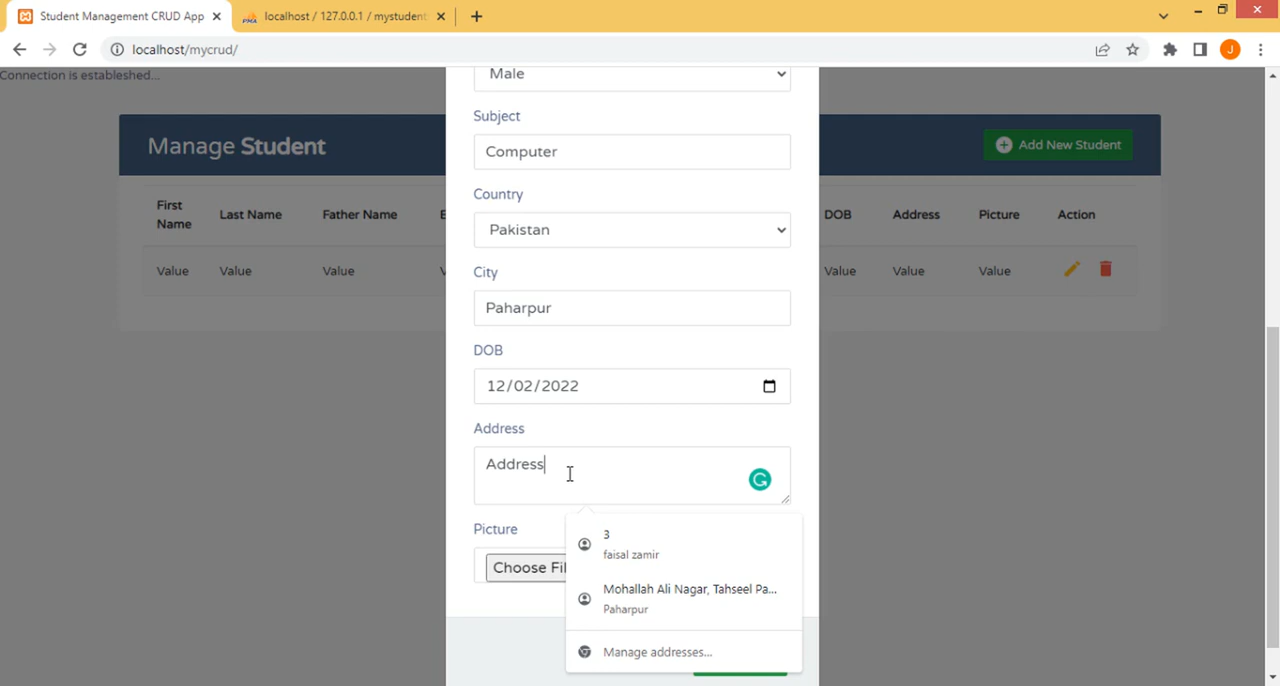 Student Management CRUD App
localhost / 127.0.0.1 / mystudent
localhost/mycrud/
J
Connection is estableshed...
Male
Subject
Manage Student
Add New Student
Computer
Country
First Name
Last Name
Father Name
E
DOB
Address
Picture
Action
Pakistan
Value
Value
Value
V
Value
Value
Value
City
Paharpur
DOB
12/02/2022
Address
Address
Picture
Choose Fil
3
faisal zamir
Mohallah Ali Nagar, Tahseel Pa...
Paharpur
Manage addresses...